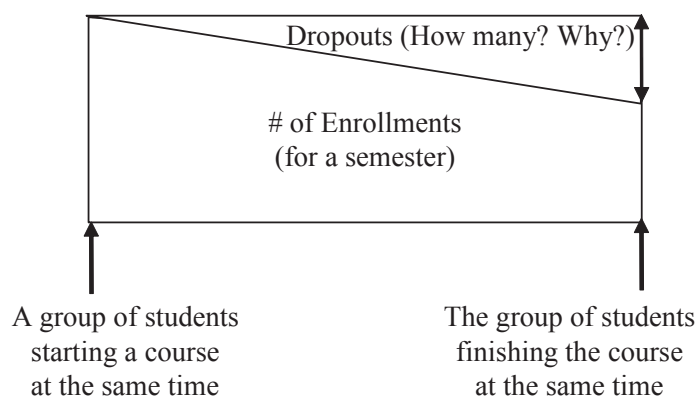 Dropouts (How many? Why?)
# of Enrollments
(for a semester)
A group of students
starting a course
at the same time
The group of students
finishing the course
at the same time